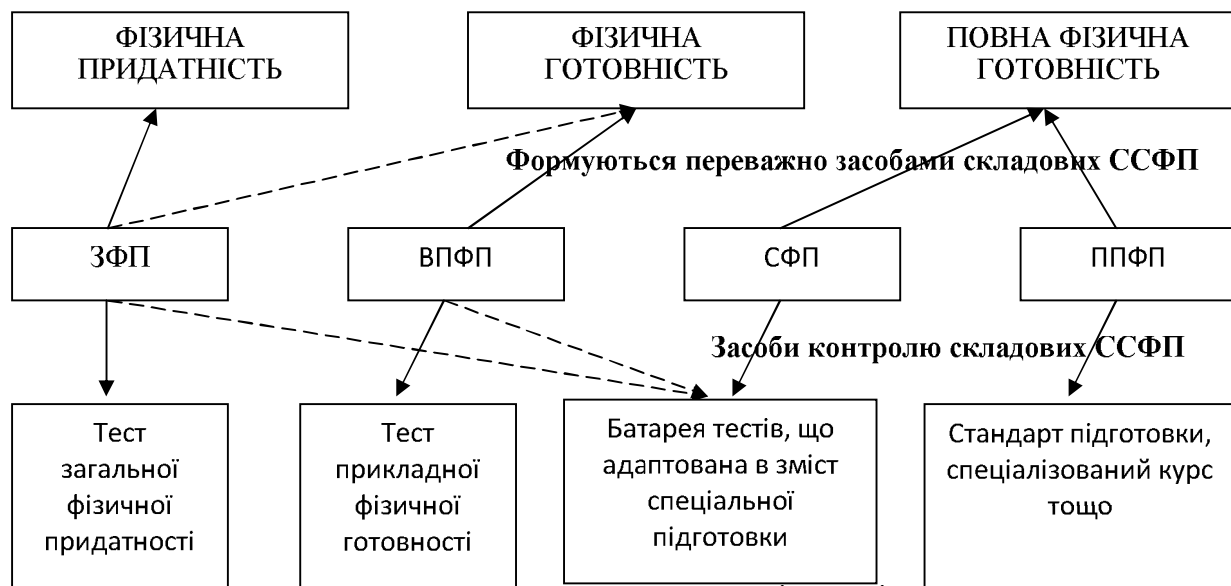 ФІЗИЧНА
ПРИДАТНІСТЬ
ФІЗИЧНА
ГОТОВНІСТЬ
ПОВНА ФІЗИЧНА
ГОТОВНІСТЬ
Формуються переважно засобами складових ССФП
ЗФП
ВПФП
СФП
ППФП
Засоби контролю складових ССФП
Тест
загальної
фізичної
придатності
Тест
прикладної
фізичної
готовності
Батарея тестів, що
адаптована в зміст
спеціальної
підготовки
Стандарт підготовки,
спеціалізований курс
тощо